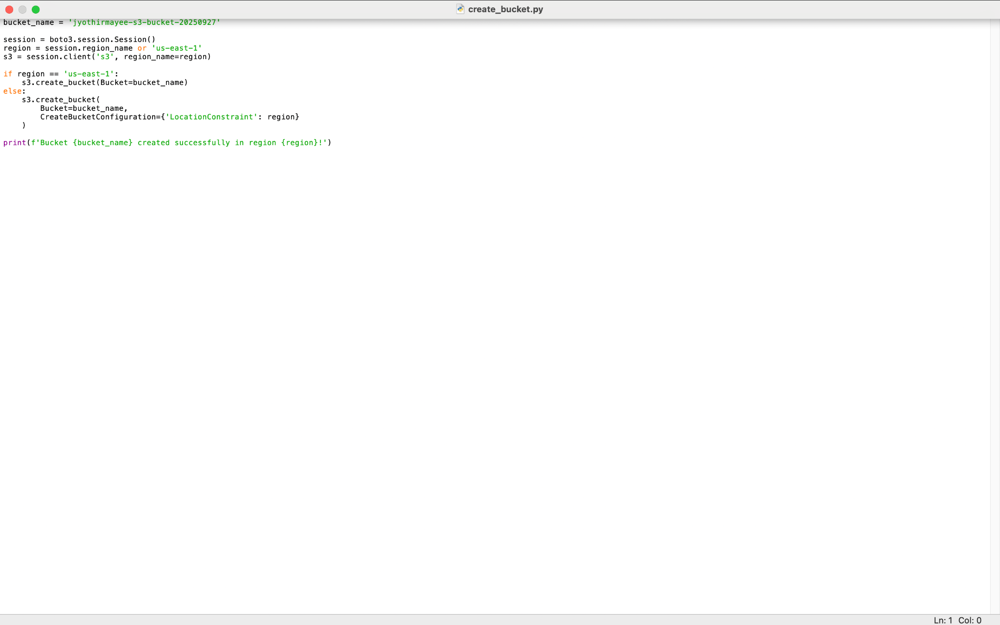 create_bucket.py
bucket_name = 'jyothirmayee-s3-bucket-20250927'
session = boto3.session.Session()
region = session.region_name or 'us-east-1'
s3 = session.client('s3', region_name=region)
if region == 'us-east-1':
    s3.create_bucket(Bucket=bucket_name)
else:
    s3.create_bucket(
        Bucket=bucket_name,
        CreateBucketConfiguration={'LocationConstraint': region}
    )
print(f'Bucket {bucket_name} created successfully in region {region}!')
Ln: 1 Col: 0